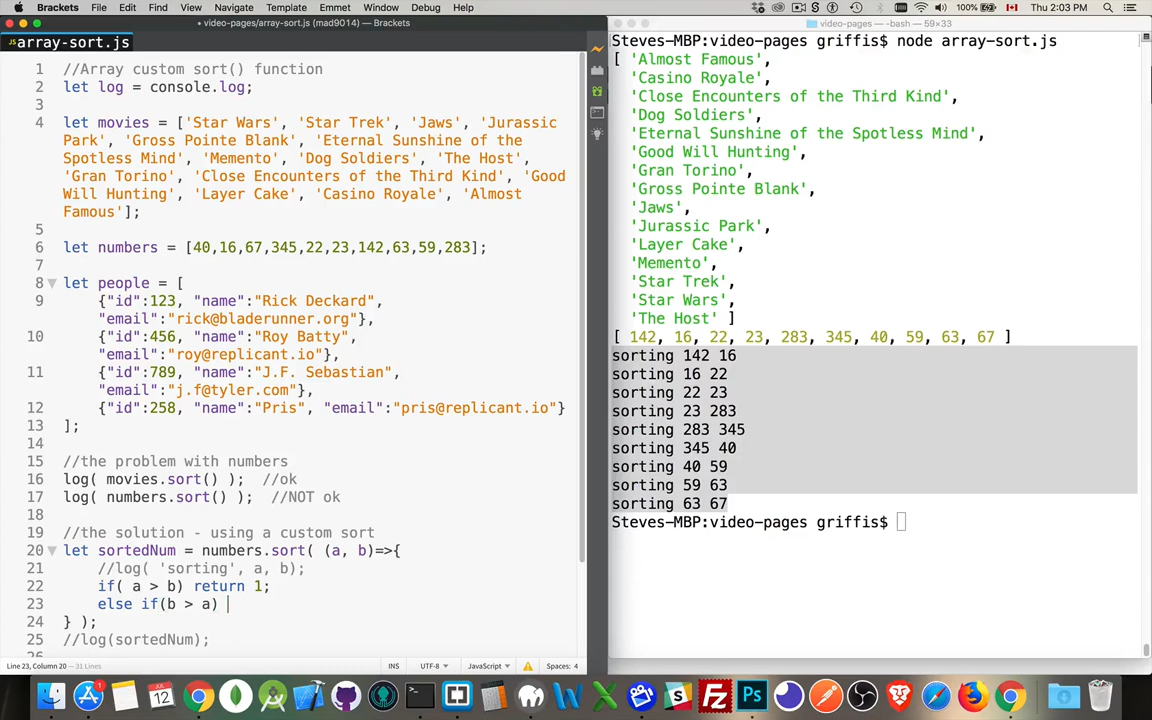 Brackets File Edit Find View Navigate Template Emmet Window Debug Help 100% Thu 2:03 PM
• video-pages/array-sort.js (mad9014) — Brackets
video-pages — -bash — 59×33
array-sort.js
1 //Array custom sort() function
2 let log = console.log;
3
4 let movies = ['Star Wars', 'Star Trek', 'Jaws', 'Jurassic
Park', 'Gross Pointe Blank', 'Eternal Sunshine of the
Spotless Mind', 'Memento', 'Dog Soldiers', 'The Host',
'Gran Torino', 'Close Encounters of the Third Kind', 'Good
Will Hunting', 'Layer Cake', 'Casino Royale', 'Almost
Famous'];
5
6 let numbers = [40,16,67,345,22,23,142,63,59,283];
7
8 let people = [
9 {"id":123, "name":"Rick Deckard",
"email":"rick@bladerunner.org"},
10 {"id":456, "name":"Roy Batty",
"email":"roy@replicant.io"},
11 {"id":789, "name":"J.F. Sebastian",
"email":"j.f@tyler.com"},
12 {"id":258, "name":"Pris", "email":"pris@replicant.io"}
13 ];
14
15 //the problem with numbers
16 log( movies.sort() ); //ok
17 log( numbers.sort() ); //NOT ok
18
19 //the solution - using a custom sort
20 let sortedNum = numbers.sort( (a, b)=>{
21 //log( 'sorting', a, b);
22 if( a > b) return 1;
23 else if(b > a)
24 } );
25 //log(sortedNum);
Line 23, Column 20 — 31 Lines INS UTF-8 JavaScript Spaces: 4
Steves-MBP:video-pages griffis$ node array-sort.js
[ 'Almost Famous',
'Casino Royale',
'Close Encounters of the Third Kind',
'Dog Soldiers',
'Eternal Sunshine of the Spotless Mind',
'Good Will Hunting',
'Gran Torino',
'Gross Pointe Blank',
'Jaws',
'Jurassic Park',
'Layer Cake',
'Memento',
'Star Trek',
'Star Wars',
'The Host' ]
[ 142, 16, 22, 23, 283, 345, 40, 59, 63, 67 ]
sorting 142 16
sorting 16 22
sorting 22 23
sorting 23 283
sorting 283 345
sorting 345 40
sorting 40 59
sorting 59 63
sorting 63 67
Steves-MBP:video-pages griffis$